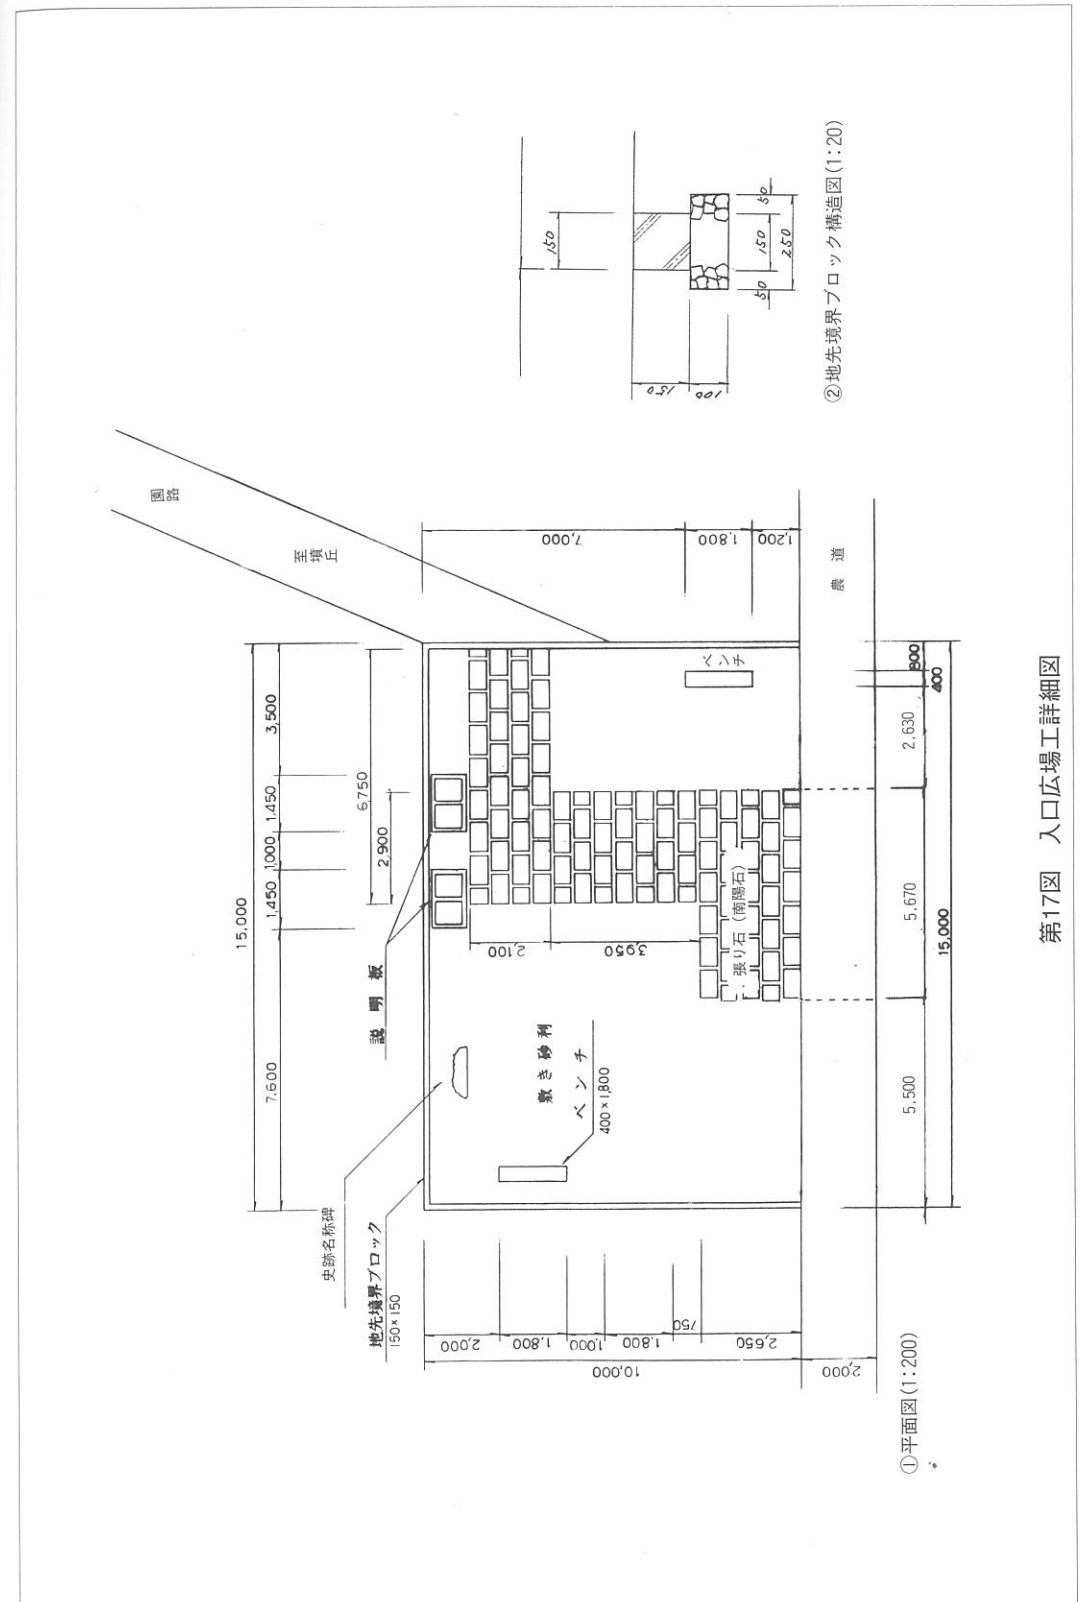 15,000
7,600
1,450
1,000
1,450
3,500
6,750
2,900
園路
至墳丘
史跡名称碑
地先境界ブロック
150×150
説明板
2,100
3,950
敷き砂利
ベンチ
400×1,800
張り石（南陽石）
ベンチ
7,000
1,800
1,200
農道
2,000
1,800
1,000
1,800
750
2,650
10,000
2,000
5,500
5,670
2,630
400
800
15,000
①平面図(1:200)
150
150
100
50
150
50
250
②地先境界ブロック構造図(1:20)
第17図 入口広場工詳細図